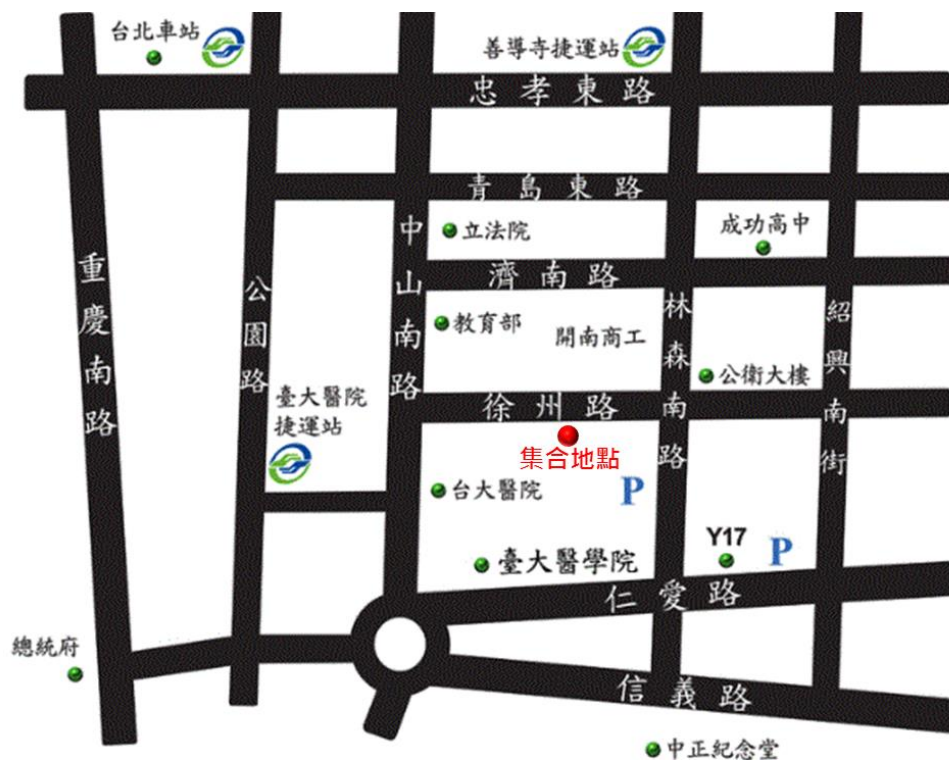 台北車站
善導寺捷運站
忠孝東路
青島東路
中山南路
立法院
成功高中
濟南路
重慶南路
公園路
林森南路
紹興南街
教育部
開南商工
公衛大樓
臺大醫院
捷運站
徐州路
集合地點
台大醫院
P
Y17
P
臺大醫學院
仁愛路
總統府
信義路
中正紀念堂